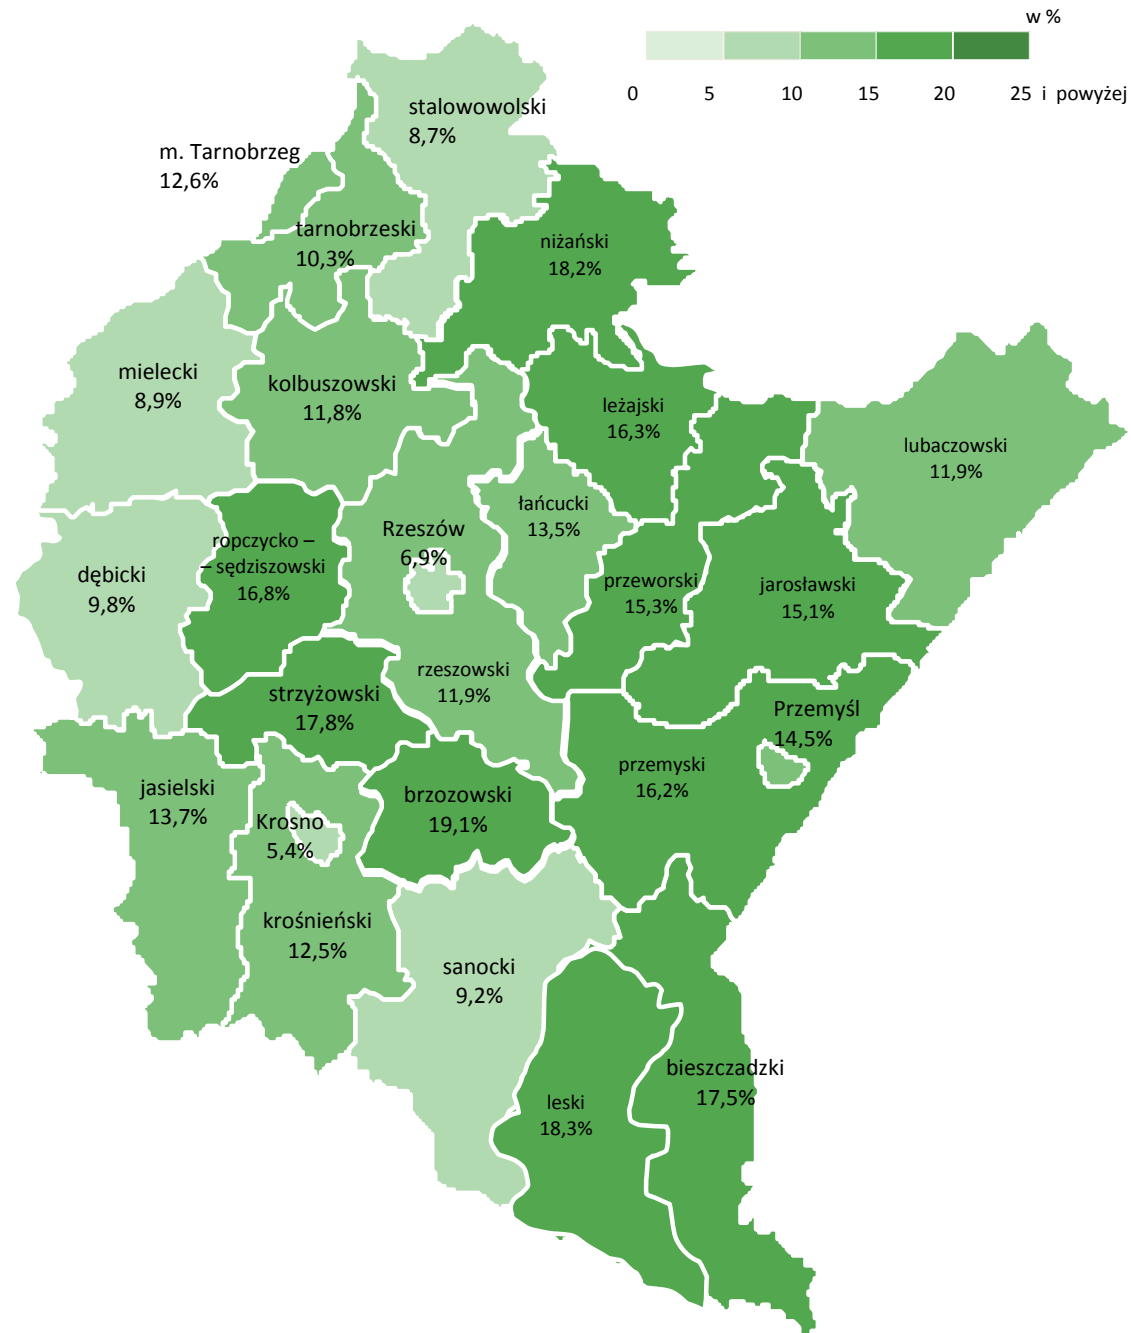 w %
0 5 10 15 20 25 i powyżej
stalowowolski
8,7%
m. Tarnobrzeg
12,6%
tarnobrzeski
10,3%
niżański
18,2%
mielecki
8,9%
kolbuszowski
11,8%
leżajski
16,3%
lubaczowski
11,9%
łańcucki
13,5%
Rzeszów
6,9%
ropczycko –
– sędziszowski
16,8%
dębicki
9,8%
przeworski
15,3%
jarosławski
15,1%
rzeszowski
11,9%
strzyżowski
17,8%
Przemyśl
14,5%
przemyski
16,2%
jasielski
13,7%
brzozowski
19,1%
Krosno
5,4%
krośnieński
12,5%
sanocki
9,2%
bieszczadzki
17,5%
leski
18,3%